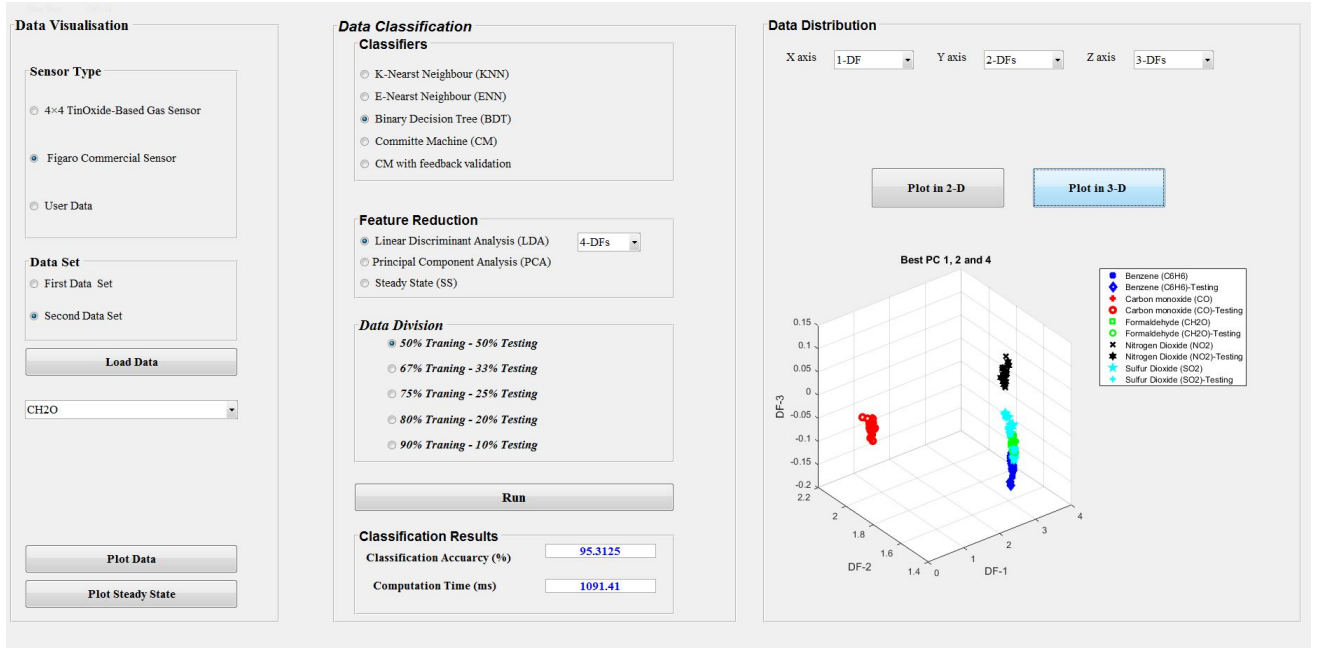 Data Visualisation
Sensor Type
4×4 TinOxide-Based Gas Sensor
Figaro Commercial Sensor
User Data
Data Set
First Data Set
Second Data Set
Load Data
CH2O
Plot Data
Plot Steady State
Data Classification
Classifiers
K-Nearst Neighbour (KNN)
E-Nearst Neighbour (ENN)
Binary Decision Tree (BDT)
Committe Machine (CM)
CM with feedback validation
Feature Reduction
Linear Discriminant Analysis (LDA) 4-DFs
Principal Component Analysis (PCA)
Steady State (SS)
Data Division
50% Traning - 50% Testing
67% Traning - 33% Testing
75% Traning - 25% Testing
80% Traning - 20% Testing
90% Traning - 10% Testing
Run
Classification Results
Classification Accuarcy (%) 95.3125
Computation Time (ms) 1091.41
Data Distribution
X axis 1-DF Y axis 2-DFs Z axis 3-DFs
Plot in 2-D Plot in 3-D
Best PC 1, 2 and 4
Benzene (C6H6)
Benzene (C6H6)-Testing
Carbon monoxide (CO)
Carbon monoxide (CO)-Testing
Formaldehyde (CH2O)
Formaldehyde (CH2O)-Testing
Nitrogen Dioxide (NO2)
Nitrogen Dioxide (NO2)-Testing
Sulfur Dioxide (SO2)
Sulfur Dioxide (SO2)-Testing
DF-3
0.15
0.1
0.05
0
-0.05
-0.1
-0.15
-0.2
2.2
2
1.8
1.6
1.4
DF-2
0
1
2
3
4
DF-1